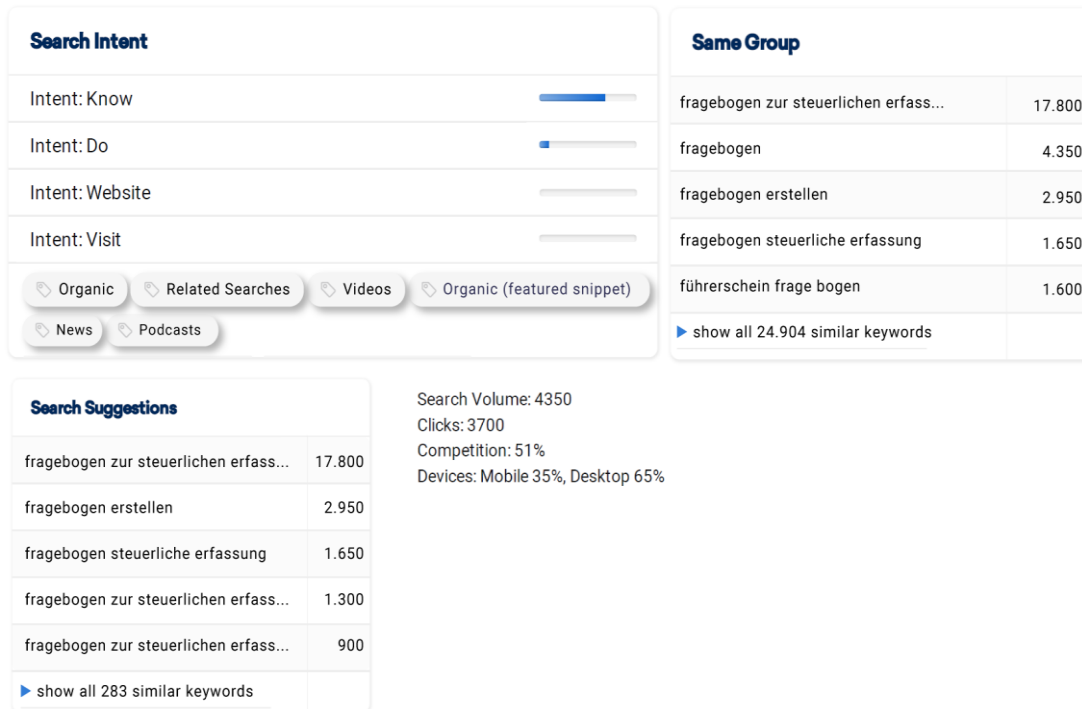 Search Intent
Intent: Know
Intent: Do
Intent: Website
Intent: Visit
Organic
Related Searches
Videos
Organic (featured snippet)
News
Podcasts
Same Group
fragebogen zur steuerlichen erfass... 17.800
fragebogen 4.350
fragebogen erstellen 2.950
fragebogen steuerliche erfassung 1.650
führerschein frage bogen 1.600
show all 24.904 similar keywords
Search Suggestions
fragebogen zur steuerlichen erfass... 17.800
fragebogen erstellen 2.950
fragebogen steuerliche erfassung 1.650
fragebogen zur steuerlichen erfass... 1.300
fragebogen zur steuerlichen erfass... 900
show all 283 similar keywords
Search Volume: 4350
Clicks: 3700
Competition: 51%
Devices: Mobile 35%, Desktop 65%